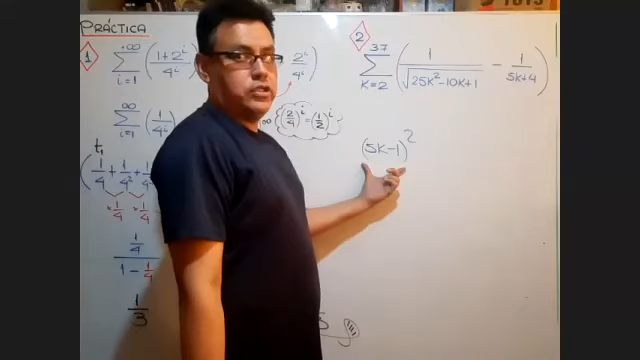 PRÁCTICA
1
+∞ Σ i=1 (1+2^i / 4^i)
2^i / 4^i )
∞ Σ i=1 (1/4^i)
∞ (2/4)^i = (1/2)^i
t₁
( 1/4 + 1/4² + 1/4
×1/4 ×1/4
1/4 / 1 - 1/4
1/3
2
37 Σ K=2 ( 1 / √25K²-10K+1 - 1 / 5K+4 )
(5K-1)²